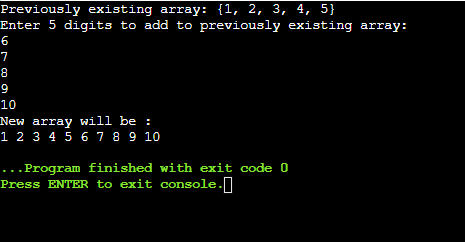 Previously existing array: {1, 2, 3, 4, 5}
Enter 5 digits to add to previously existing array:
6
7
8
9
10
New array will be :
1 2 3 4 5 6 7 8 9 10
...Program finished with exit code 0
Press ENTER to exit console.